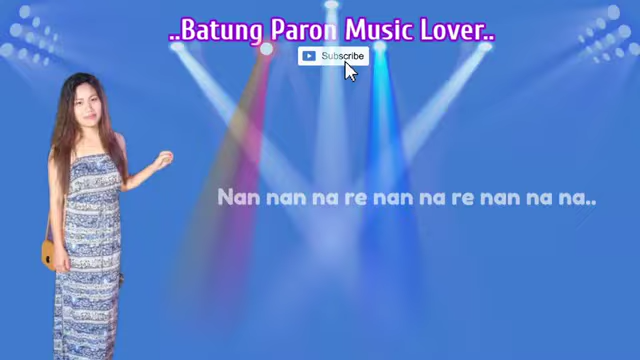 ..Batung Paron Music Lover..
Subscribe
Nan nan na re nan na re nan na na..